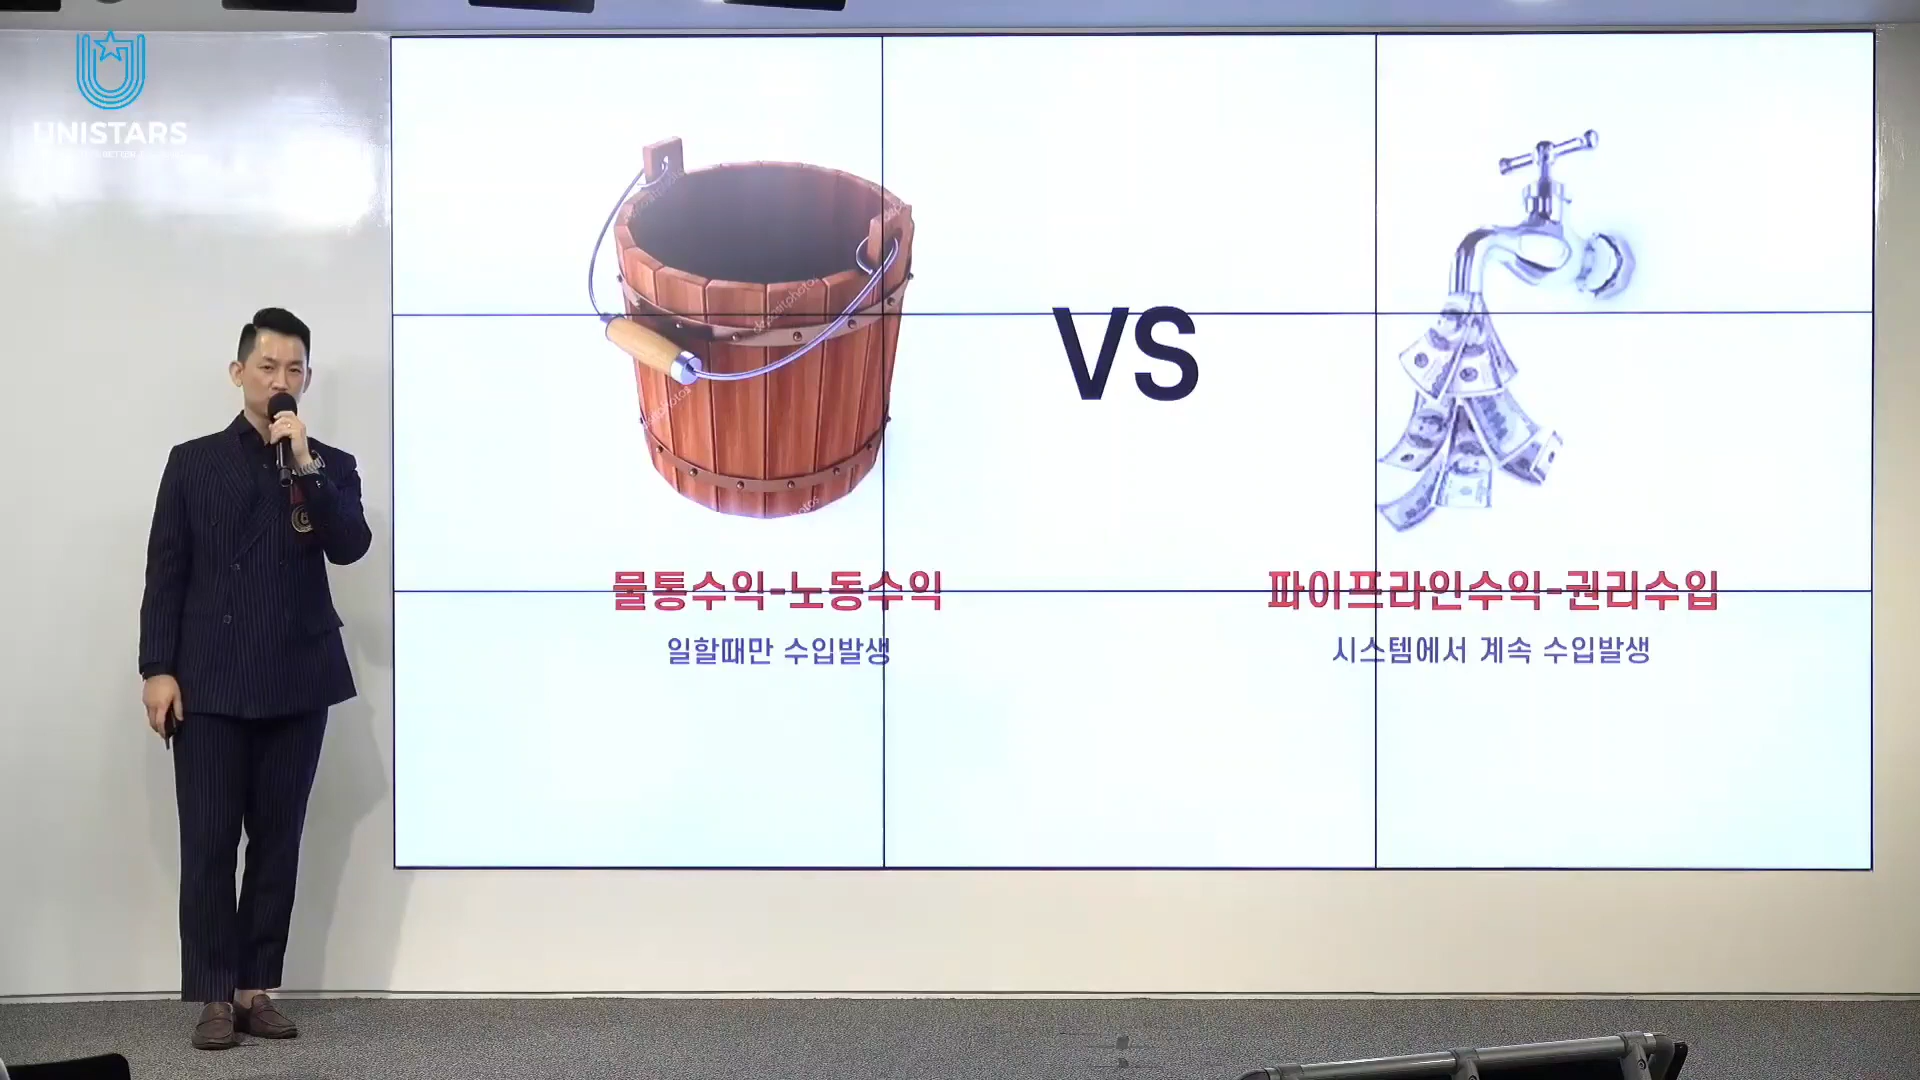 UNISTARS
VS
물통수익-노동수익
일할때만 수입발생
파이프라인수익-권리수입
시스템에서 계속 수입발생
depositphotos